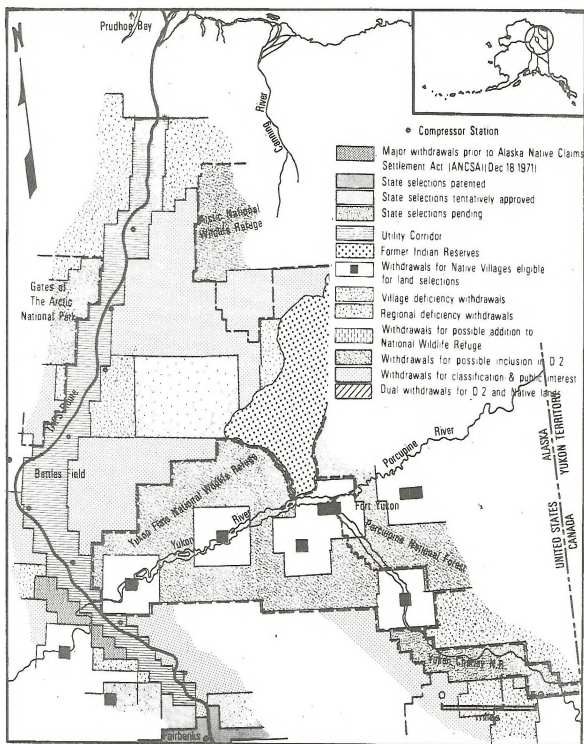 Prudhoe Bay
N
Canning River
Compressor Station
Major withdrawals prior to Alaska Native Claims
Settlement Act (ANCSA)(Dec 18 1971)
State selections patented
State selections tentatively approved
State selections pending
Utility Corridor
Former Indian Reserves
Withdrawals for Native Villages eligible
for land selections
Village deficiency withdrawals
Regional deficiency withdrawals
Withdrawals for possible addition to
National Wildlife Refuge
Withdrawals for possible inclusion in D 2
Withdrawals for classification & public interest
Dual withdrawals for D 2 and Native lands
Arctic National
Wildlife Refuge
Gates of
The Arctic
National Park
Bettles Field
Yukon Flats National Wildlife Refuge
Yukon River
Porcupine River
Fort Yukon
Porcupine National Forest
ALASKA
YUKON TERRITORY
UNITED STATES
CANADA
Miles
Fairbanks